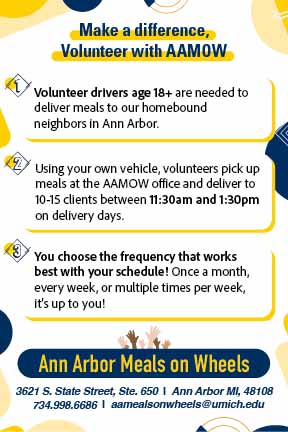 Make a difference,
Volunteer with AAMOW
1
Volunteer drivers age 18+ are needed to
deliver meals to our homebound
neighbors in Ann Arbor.
2
Using your own vehicle, volunteers pick up
meals at the AAMOW office and deliver to
10-15 clients between 11:30am and 1:30pm
on delivery days.
3
You choose the frequency that works
best with your schedule! Once a month,
every week, or multiple times per week,
it's up to you!
Ann Arbor Meals on Wheels
3621 S. State Street, Ste. 650 | Ann Arbor MI, 48108
734.998.6686 | aamealsonwheels@umich.edu